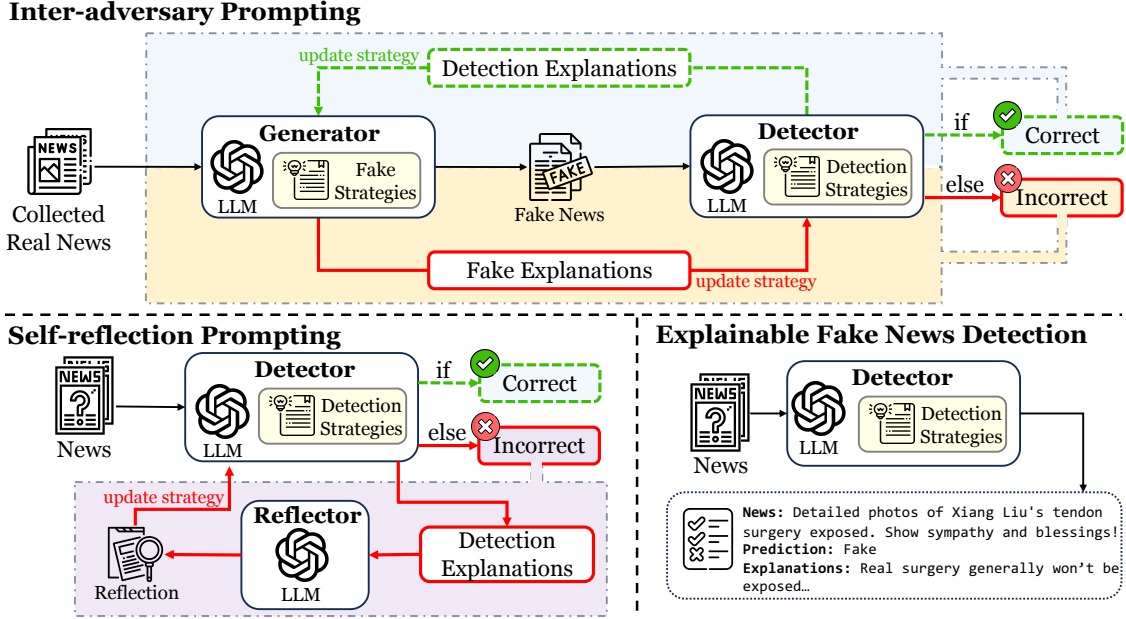 Inter-adversary Prompting
update strategy
Detection Explanations
Generator
LLM
Fake
Strategies
NEWS
Collected
Real News
FAKE
Fake News
Detector
LLM
Detection
Strategies
if
Correct
else
Incorrect
Fake Explanations
update strategy
Self-reflection Prompting
NEWS
News
Detector
LLM
Detection
Strategies
if
Correct
else
Incorrect
update strategy
Reflection
Reflector
LLM
Detection
Explanations
Explainable Fake News Detection
NEWS
News
Detector
LLM
Detection
Strategies
News: Detailed photos of Xiang Liu's tendon
surgery exposed. Show sympathy and blessings!
Prediction: Fake
Explanations: Real surgery generally won't be
exposed…